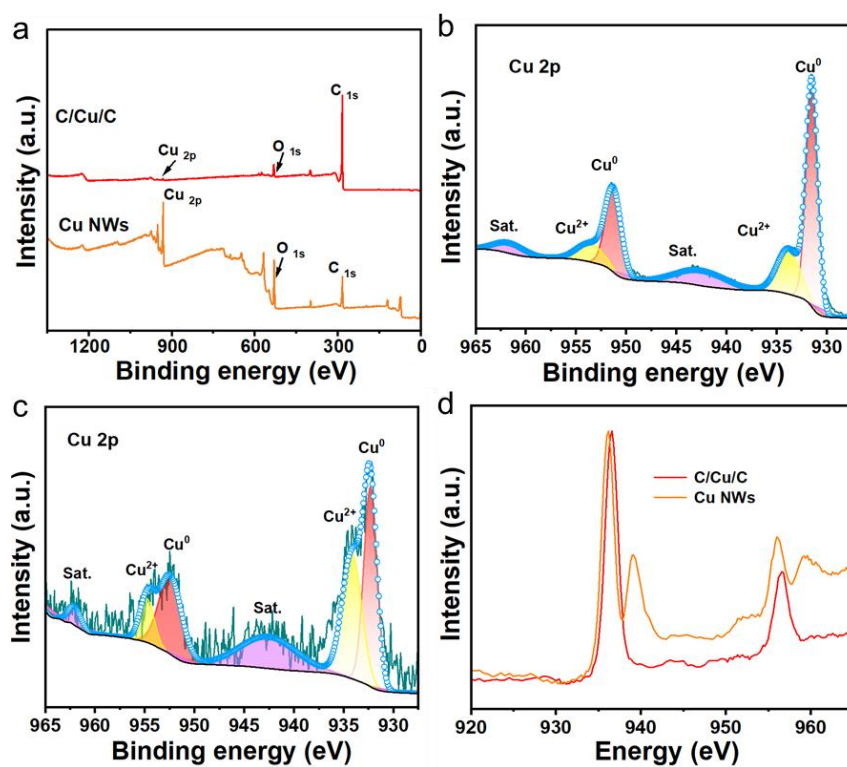 a
C/Cu/C
Cu 2p
O 1s
C 1s
Cu NWs
Cu 2p
O 1s
C 1s
Intensity (a.u.)
1200 900 600 300 0
Binding energy (eV)
b
Cu 2p
Cu0
Cu0
Sat.
Cu2+
Sat.
Cu2+
Intensity (a.u.)
965 960 955 950 945 940 935 930
Binding energy (eV)
c
Cu 2p
Cu0
Cu2+
Cu2+
Cu0
Sat.
Sat.
Intensity (a.u.)
965 960 955 950 945 940 935 930
Binding energy (eV)
d
C/Cu/C
Cu NWs
Intensity (a.u.)
920 930 940 950 960
Energy (eV)